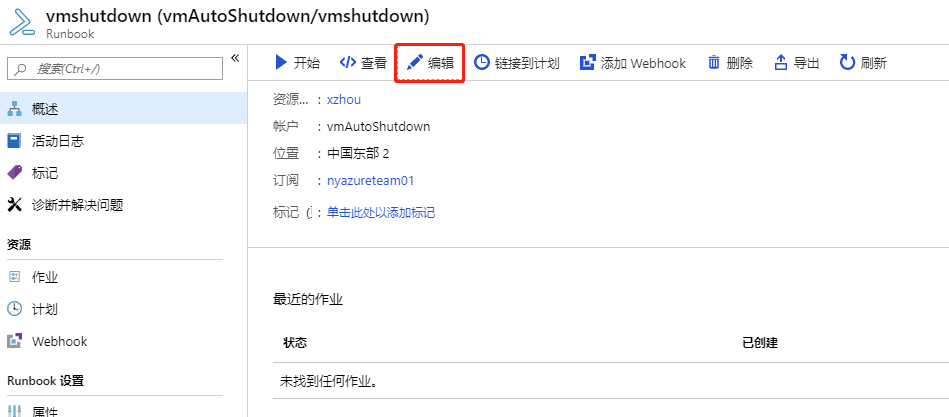 vmshutdown (vmAutoShutdown/vmshutdown)
Runbook
搜索(Ctrl+/)
«
开始 查看 编辑 链接到计划 添加 Webhook 删除 导出 刷新
概述
活动日志
标记
诊断并解决问题
资源
作业
计划
Webhook
Runbook 设置
属性
资源... : xzhou
帐户 : vmAutoShutdown
位置 : 中国东部 2
订阅 : nyazureteam01
标记 ( : 单击此处以添加标记
最近的作业
状态 已创建
未找到任何作业。